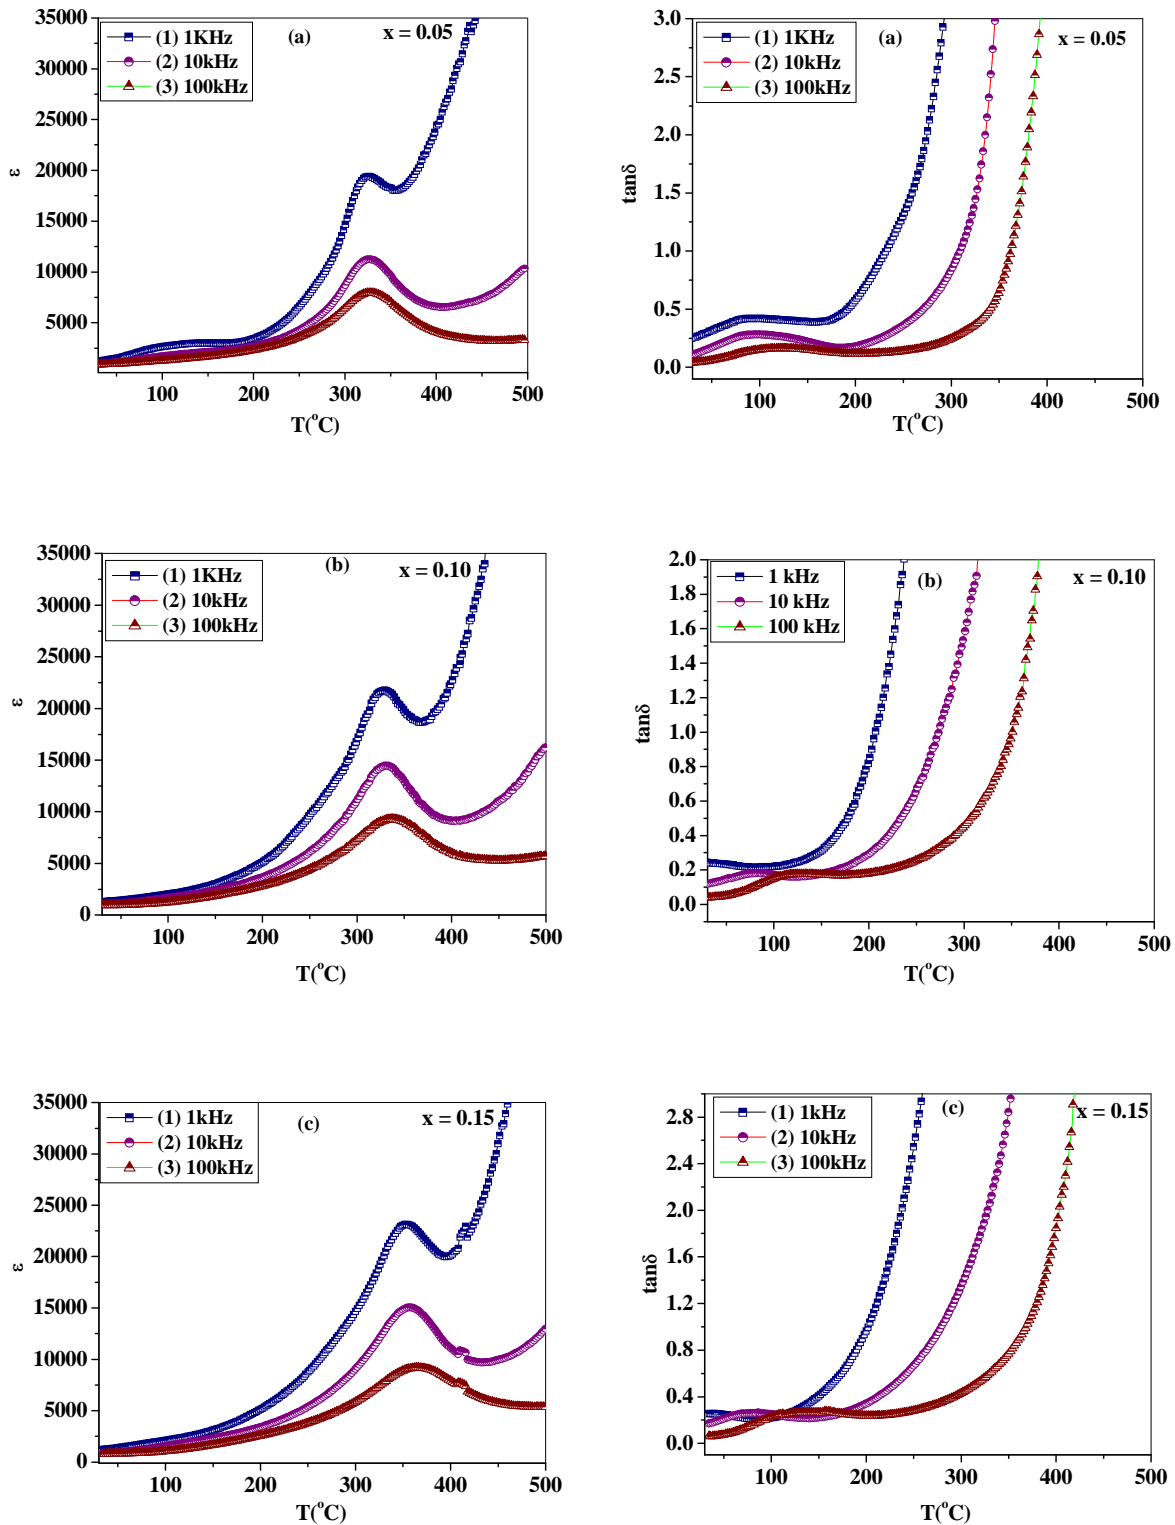 (a)
x = 0.05
(1) 1KHz
(2) 10kHz
(3) 100kHz
35000
30000
25000
20000
15000
10000
5000
ε
100
200
300
400
500
T(°C)
(a)
x = 0.05
(1) 1KHz
(2) 10kHz
(3) 100kHz
3.0
2.5
2.0
1.5
1.0
0.5
0.0
tanδ
100
200
300
400
500
T(°C)
(b)
x = 0.10
(1) 1KHz
(2) 10kHz
(3) 100kHz
35000
30000
25000
20000
15000
10000
5000
0
ε
100
200
300
400
500
T(°C)
(b)
x = 0.10
1 kHz
10 kHz
100 kHz
2.0
1.8
1.6
1.4
1.2
1.0
0.8
0.6
0.4
0.2
0.0
tanδ
100
200
300
400
500
T(°C)
(c)
x = 0.15
(1) 1kHz
(2) 10kHz
(3) 100kHz
35000
30000
25000
20000
15000
10000
5000
0
ε
100
200
300
400
500
T(°C)
(c)
x = 0.15
(1) 1kHz
(2) 10kHz
(3) 100kHz
2.8
2.4
2.0
1.6
1.2
0.8
0.4
0.0
tanδ
100
200
300
400
500
T(°C)